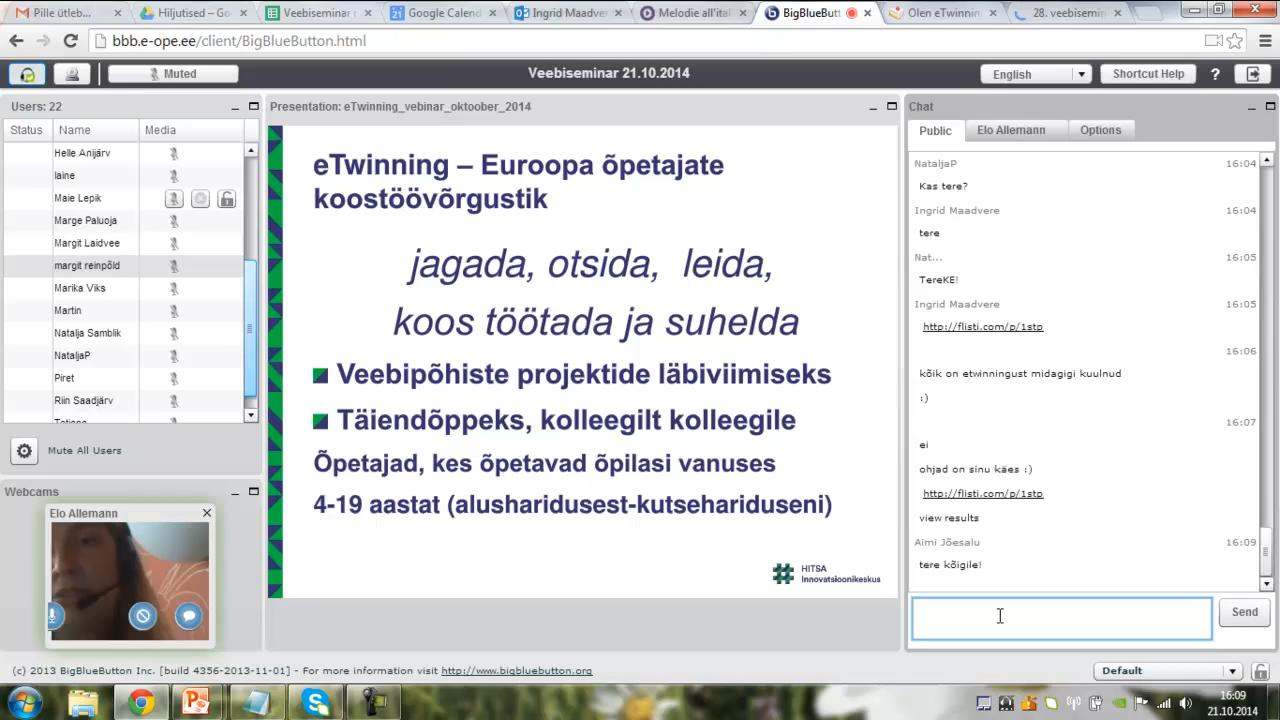 Pille ütleb...
Hiljutised – Go
Veebiseminar
Google Calend
Ingrid Maadve
Melodie all'ital
BigBlueButt
Olen eTwinnin
28. veebisemin
bbb.e-ope.ee/client/BigBlueButton.html
Muted
Veebiseminar 21.10.2014
English
Shortcut Help
?
Users: 22
Status
Name
Media
Helle Anijärv
laine
Maie Lepik
Marge Paluoja
Margit Laidvee
margit reinpõld
Marika Viks
Martin
Natalja Samblik
NataljaP
Piret
Riin Saadjärv
Mute All Users
Webcams
Elo Allemann
Presentation: eTwinning_vebinar_oktoober_2014
eTwinning – Euroopa õpetajate
koostöövõrgustik
jagada, otsida, leida,
koos töötada ja suhelda
Veebipõhiste projektide läbiviimiseks
Täiendõppeks, kolleegilt kolleegile
Õpetajad, kes õpetavad õpilasi vanuses
4-19 aastat (alusharidusest-kutsehariduseni)
HITSA
Innovatsioonikeskus
Chat
Public
Elo Allemann
Options
NataljaP 16:04
Kas tere?
Ingrid Maadvere 16:04
tere
Nat... 16:05
TereKE!
Ingrid Maadvere 16:05
http://flisti.com/p/1stp
16:06
kõik on etwinningust midagigi kuulnud
:)
16:07
ei
ohjad on sinu käes :)
http://flisti.com/p/1stp
view results
Aimi Jõesalu 16:09
tere kõigile!
Send
(c) 2013 BigBlueButton Inc. [build 4356-2013-11-01] - For more information visit http://www.bigbluebutton.org
Default
16:09
21.10.2014